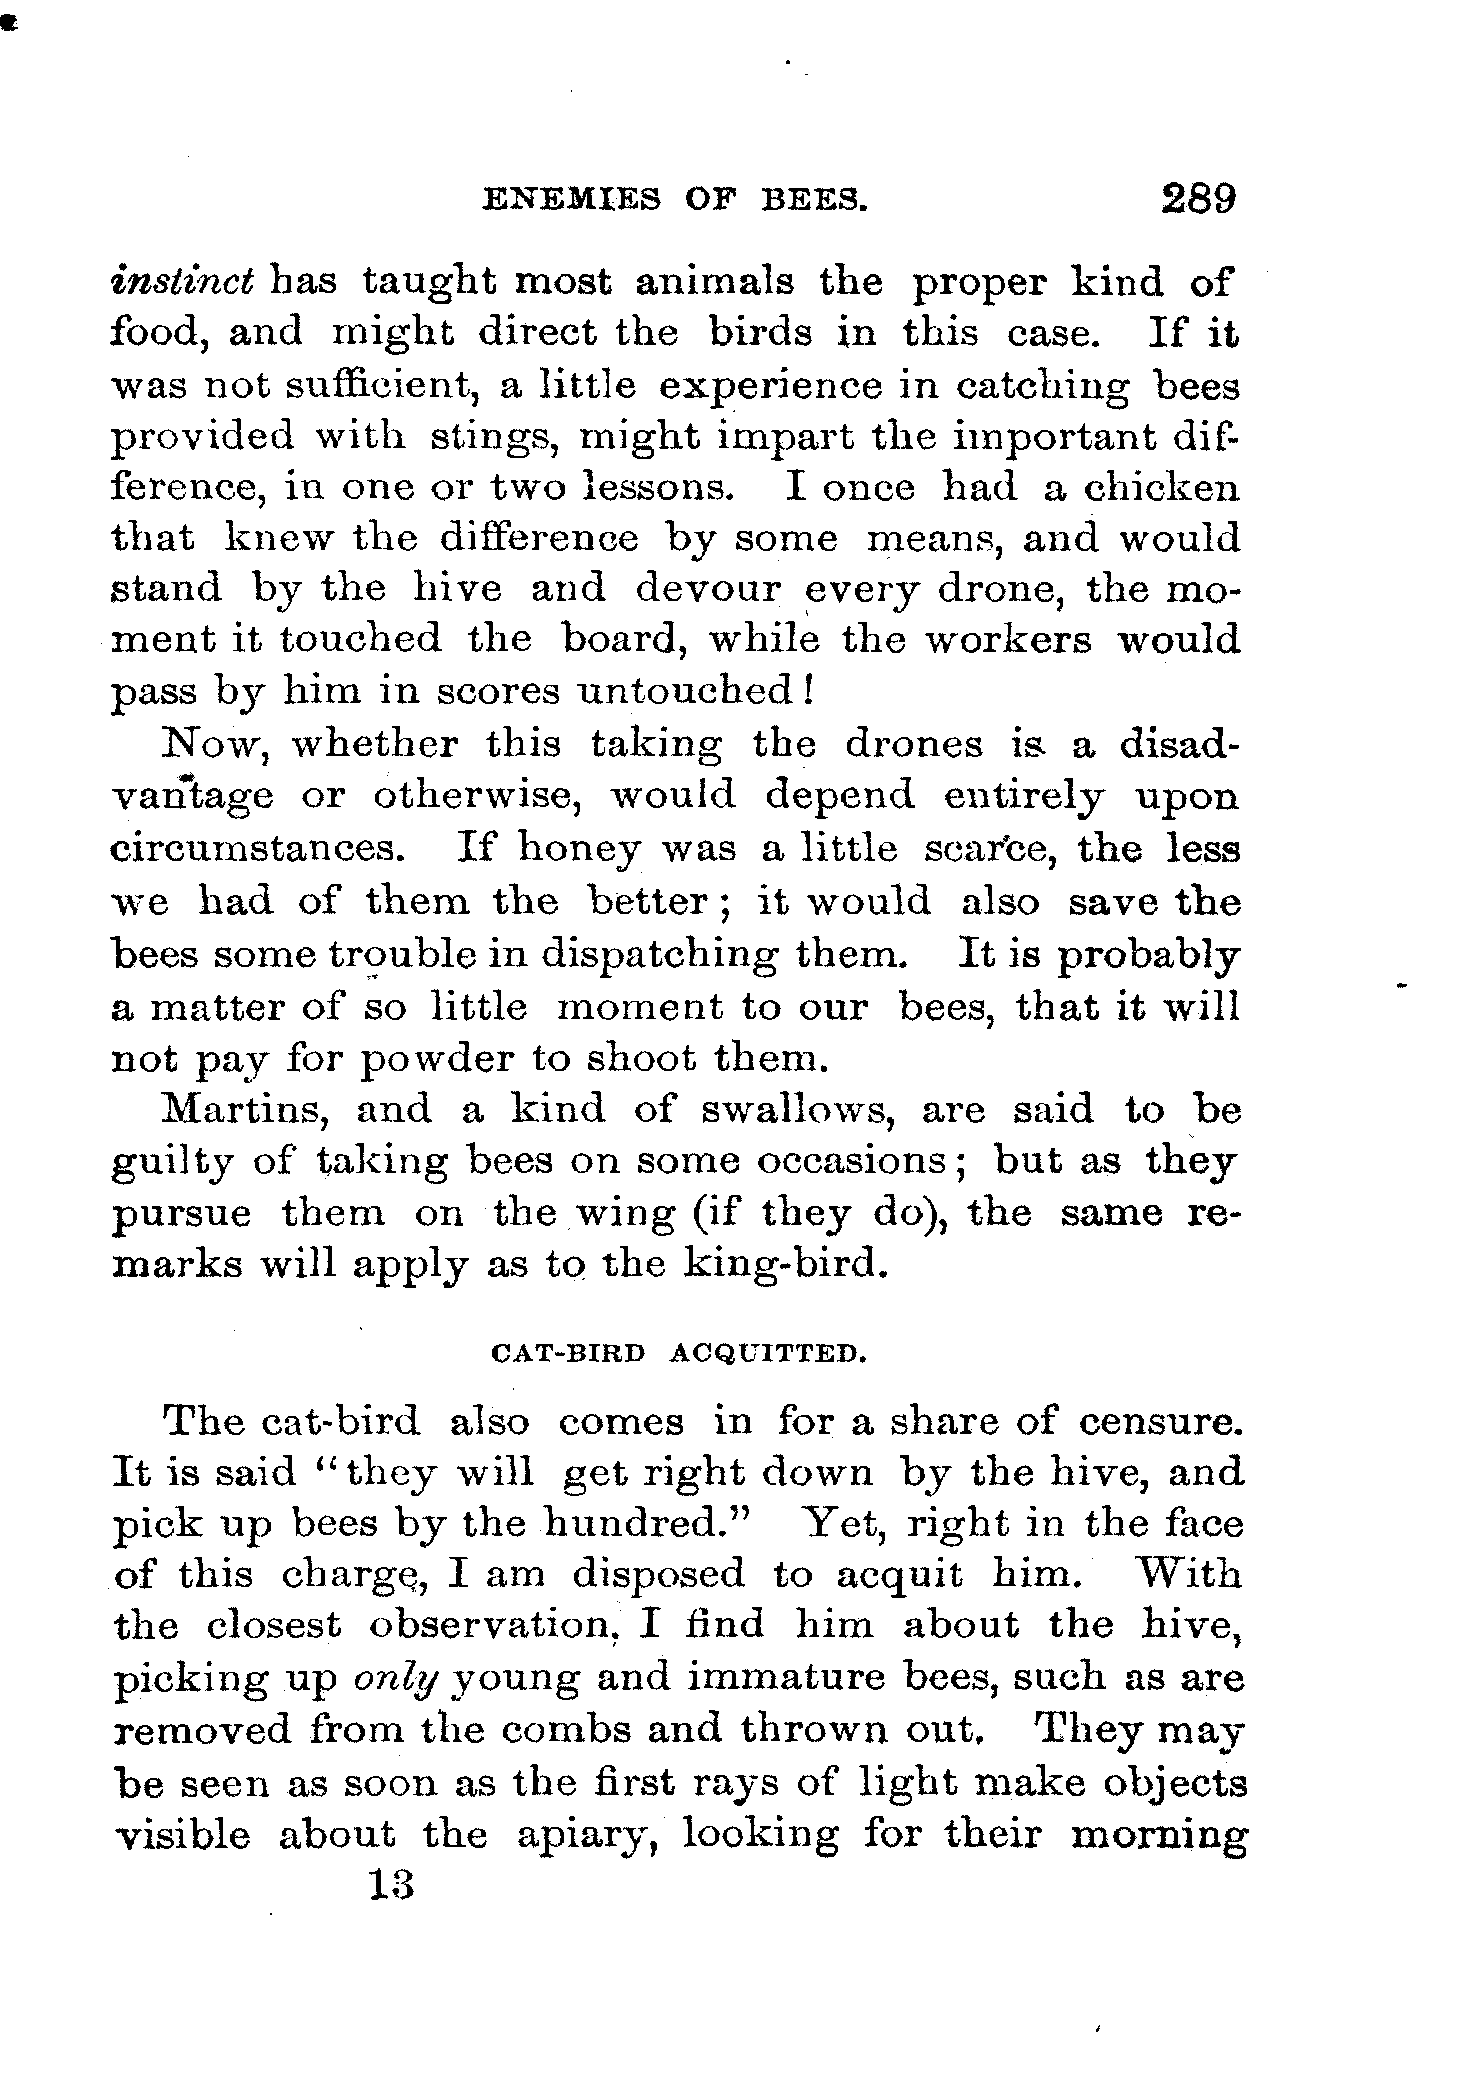 ENEMIES OF BEES. 289
instinct has taught most animals the proper kind of
food, and might direct the birds in this case. If it
was not sufficient, a little experience in catching bees
provided with stings, might impart the important dif-
ference, in one or two lessons. I once had a chicken
that knew the difference by some means, and would
stand by the hive and devour every drone, the mo-
ment it touched the board, while the workers would
pass by him in scores untouched!
Now, whether this taking the drones is a disad-
vantage or otherwise, would depend entirely upon
circumstances. If honey was a little scarce, the less
we had of them the better; it would also save the
bees some trouble in dispatching them. It is probably
a matter of so little moment to our bees, that it will
not pay for powder to shoot them.
Martins, and a kind of swallows, are said to be
guilty of taking bees on some occasions; but as they
pursue them on the wing (if they do), the same re-
marks will apply as to the king-bird.
CAT-BIRD ACQUITTED.
The cat-bird also comes in for a share of censure.
It is said "they will get right down by the hive, and
pick up bees by the hundred." Yet, right in the face
of this charge, I am disposed to acquit him. With
the closest observation, I find him about the hive,
picking up only young and immature bees, such as are
removed from the combs and thrown out. They may
be seen as soon as the first rays of light make objects
visible about the apiary, looking for their morning
13